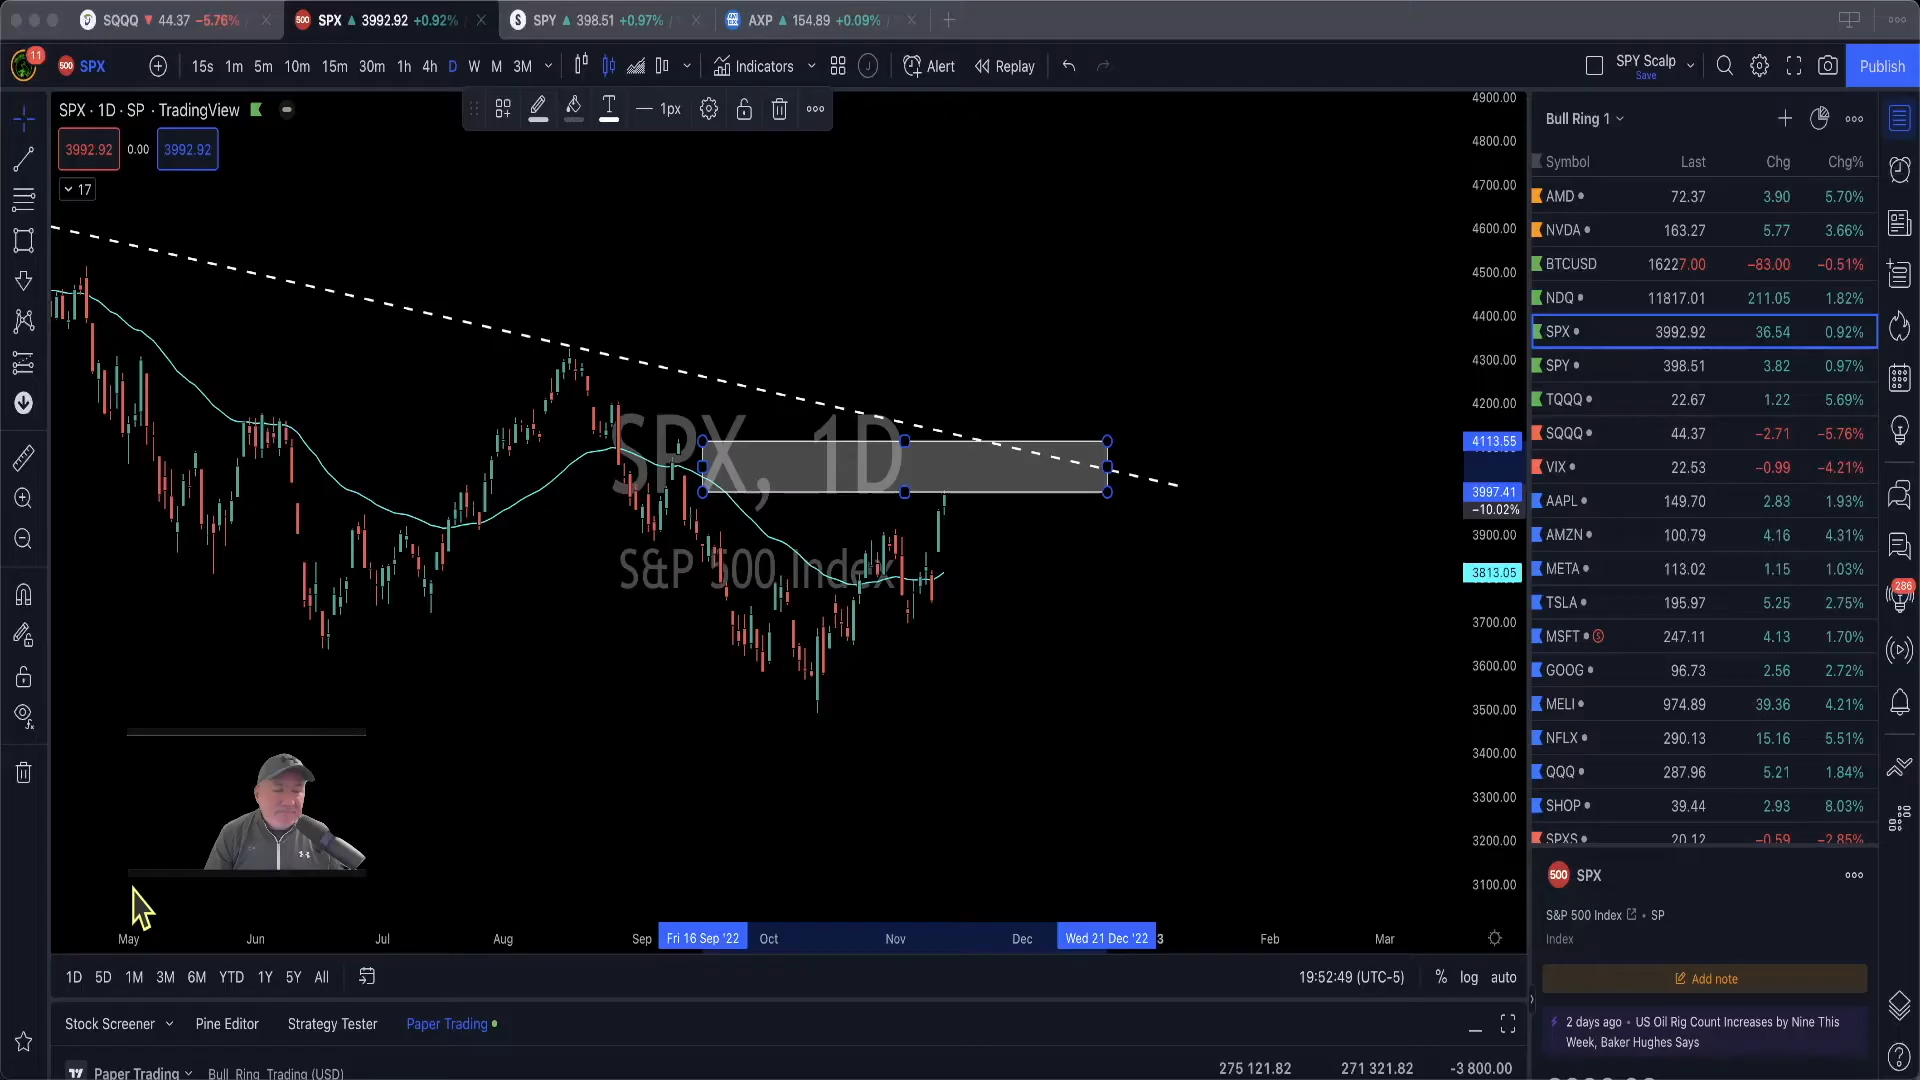 SQQQ ▼ 44.37 −5.76% /
500 SPX ▲ 3992.92 +0.92% /
S SPY ▲ 398.51 +0.97% /
AXP ▲ 154.89 +0.09% /
11
500 SPX
15s 1m 5m 10m 15m 30m 1h 4h D W M 3M
Indicators
J
Alert
Replay
SPY Scalp
Save
Publish
SPX · 1D · SP · TradingView
T
1px
3992.92 0.00 3992.92
17
SPX, 1D
S&P 500 Index
4900.00
4800.00
4700.00
4600.00
4500.00
4400.00
4300.00
4200.00
4113.55
3997.41
−10.02%
3900.00
3813.05
3700.00
3600.00
3500.00
3400.00
3300.00
3200.00
3100.00
May Jun Jul Aug Sep Fri 16 Sep '22 Oct Nov Dec Wed 21 Dec '22 3 Feb Mar
1D 5D 1M 3M 6M YTD 1Y 5Y All
19:52:49 (UTC-5) % log auto
Stock Screener Pine Editor Strategy Tester Paper Trading
Paper Trading Bull_Ring_Trading (USD) 275 121.82 271 321.82 -3 800.00
Bull Ring 1
Symbol Last Chg Chg%
AMD 72.37 3.90 5.70%
NVDA 163.27 5.77 3.66%
BTCUSD 16227.00 −83.00 −0.51%
NDQ 11817.01 211.05 1.82%
SPX 3992.92 36.54 0.92%
SPY 398.51 3.82 0.97%
TQQQ 22.67 1.22 5.69%
SQQQ 44.37 −2.71 −5.76%
VIX 22.53 −0.99 −4.21%
AAPL 149.70 2.83 1.93%
AMZN 100.79 4.16 4.31%
META 113.02 1.15 1.03%
TSLA 195.97 5.25 2.75%
MSFT 247.11 4.13 1.70%
GOOG 96.73 2.56 2.72%
MELI 974.89 39.36 4.21%
NFLX 290.13 15.16 5.51%
QQQ 287.96 5.21 1.84%
SHOP 39.44 2.93 8.03%
SPXS 20.12 −0.59 −2.85%
286
500 SPX
S&P 500 Index • SP
Index
Add note
2 days ago • US Oil Rig Count Increases by Nine This
Week, Baker Hughes Says